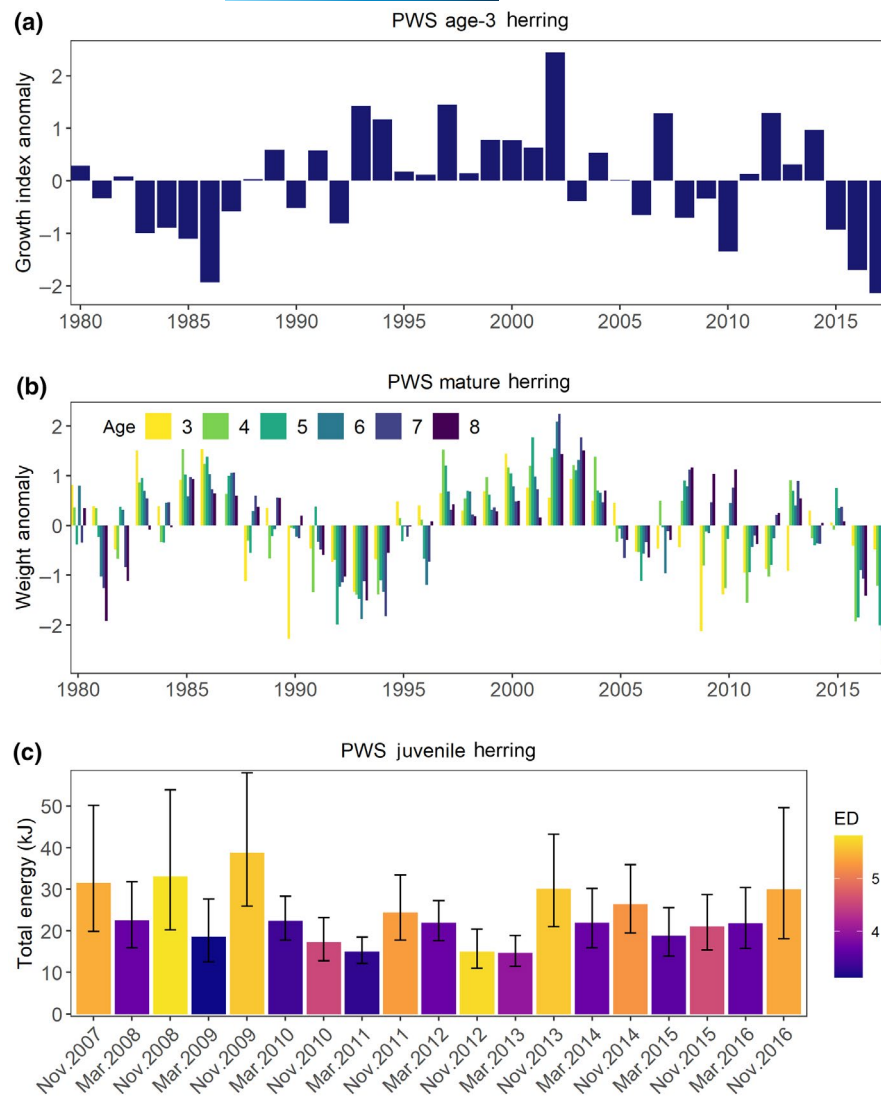 (a)
PWS age-3 herring
Growth index anomaly
2
1
0
−1
−2
1980 1985 1990 1995 2000 2005 2010 2015
(b)
PWS mature herring
Age 3 4 5 6 7 8
Weight anomaly
2
1
0
−1
−2
1980 1985 1990 1995 2000 2005 2010 2015
(c)
PWS juvenile herring
Total energy (kJ)
50
40
30
20
10
0
ED
5
4
Nov.2007 Mar.2008 Nov.2008 Mar.2009 Nov.2009 Mar.2010 Nov.2010 Mar.2011 Nov.2011 Mar.2012 Nov.2012 Mar.2013 Nov.2013 Mar.2014 Nov.2014 Mar.2015 Nov.2015 Mar.2016 Nov.2016